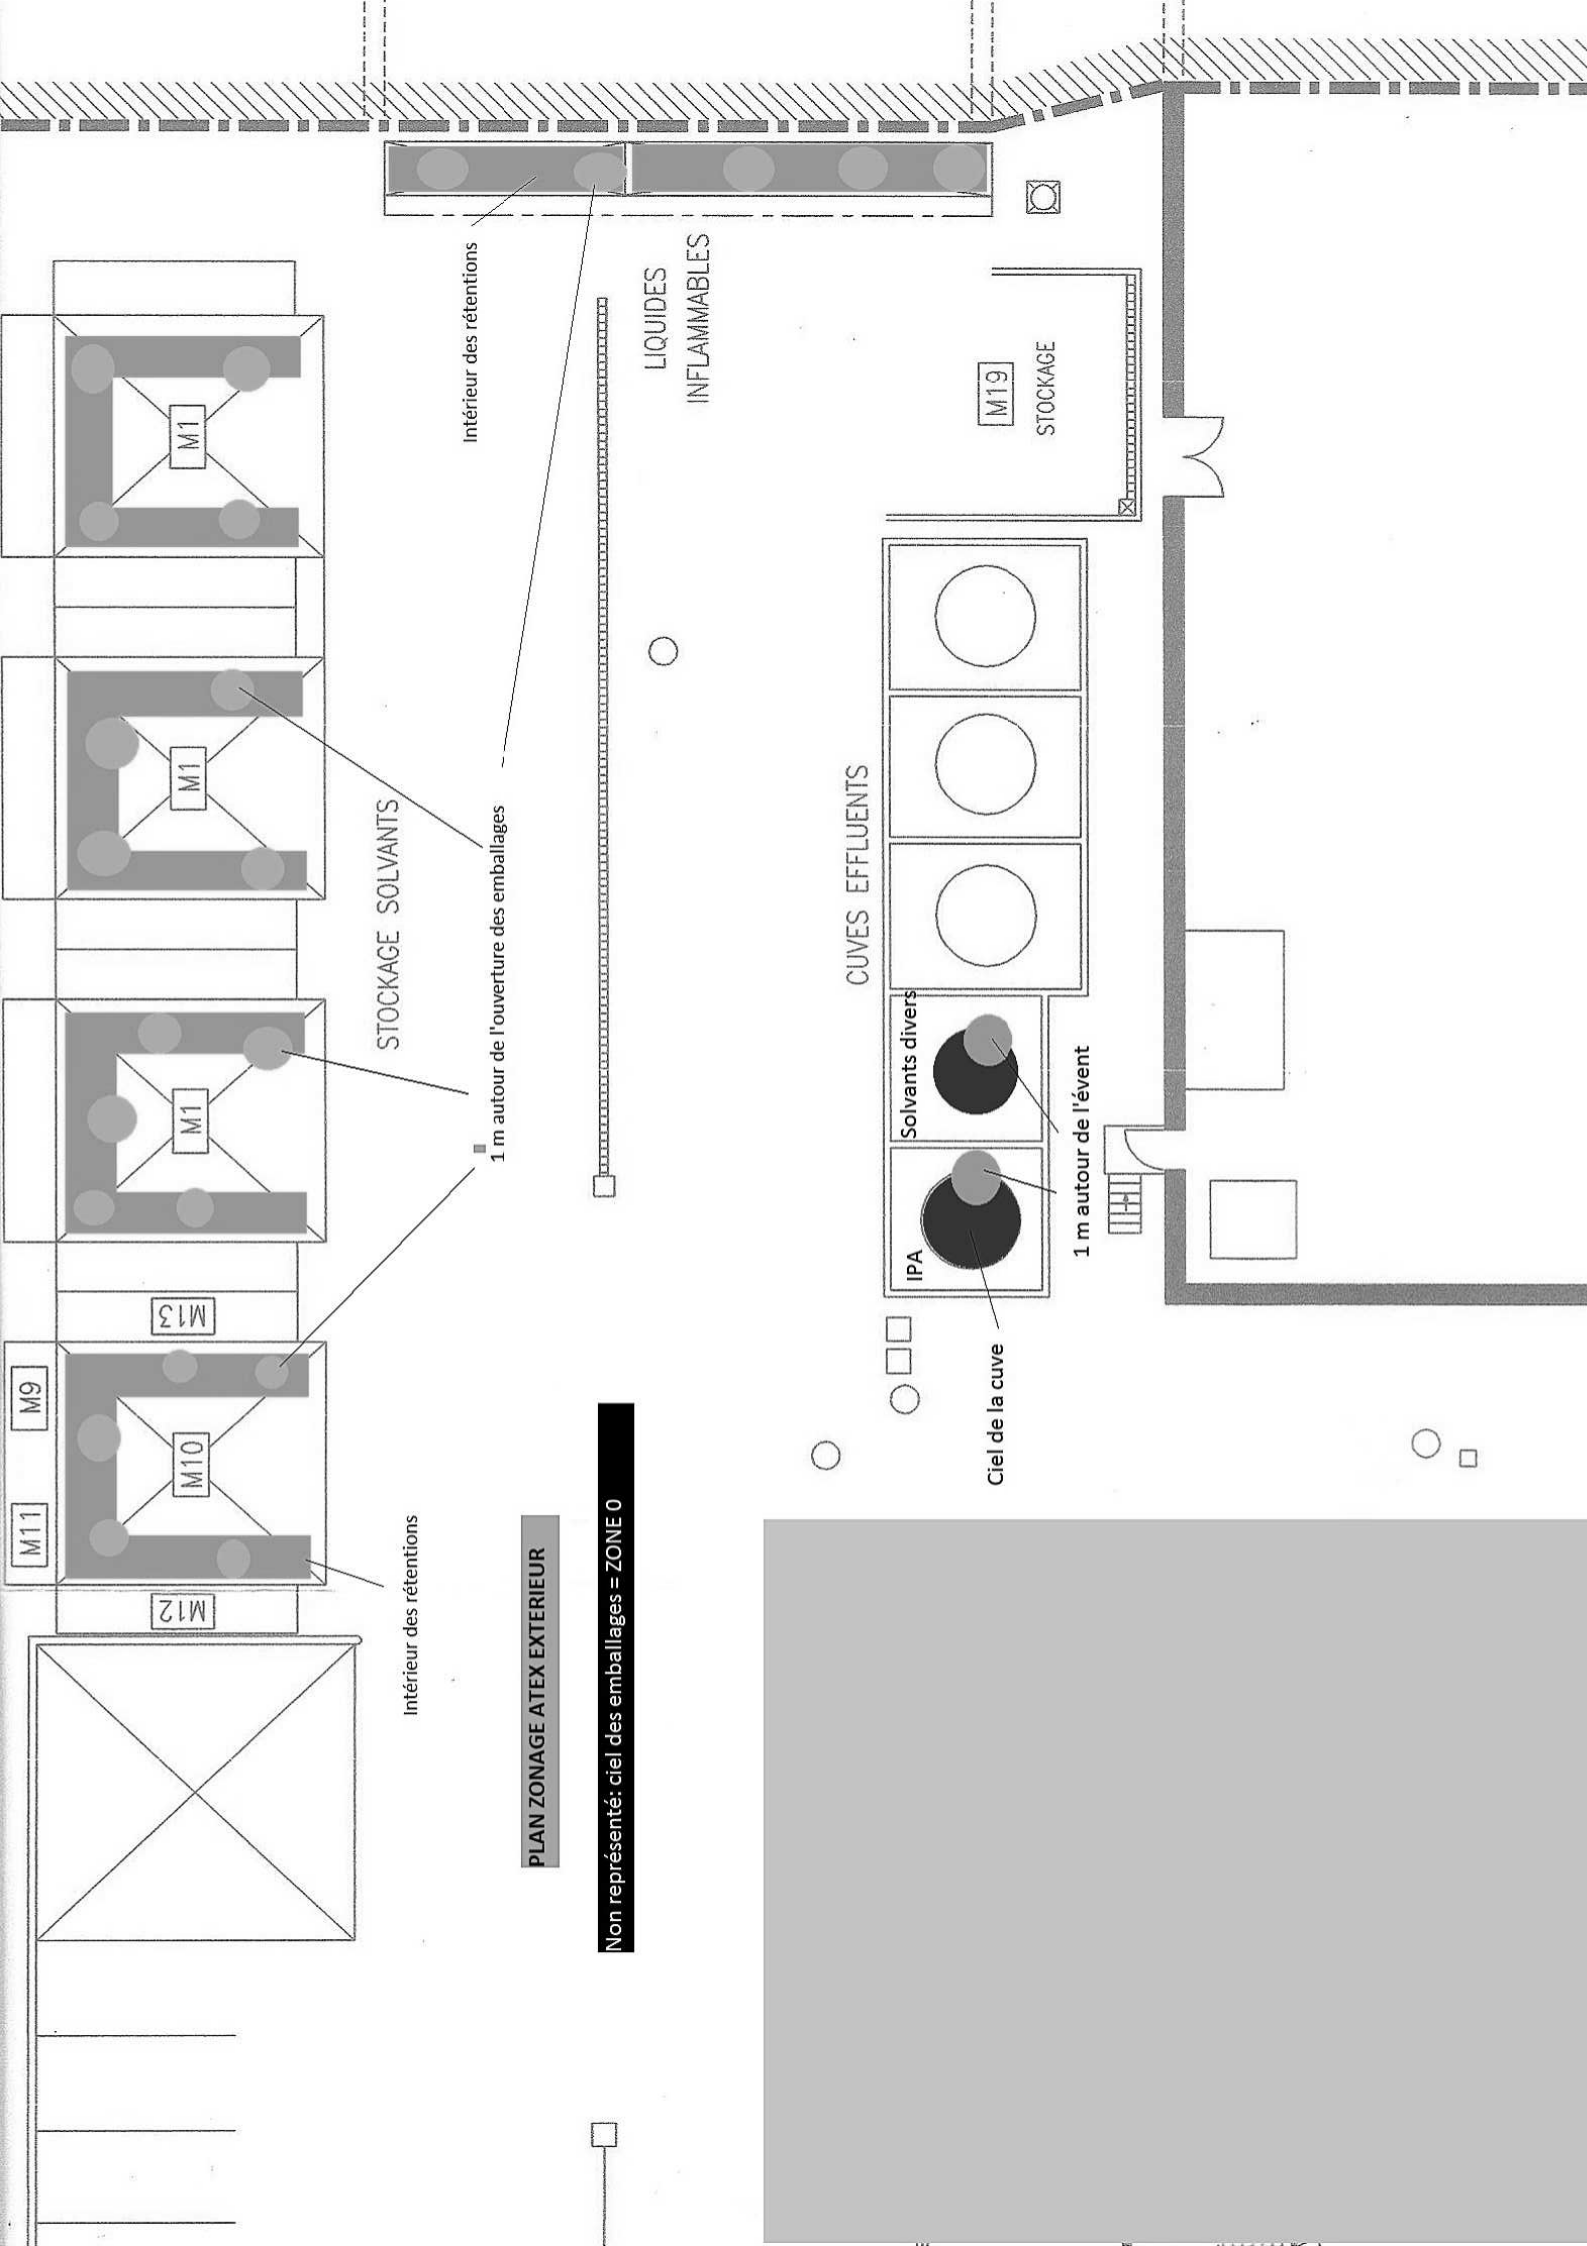 Intérieur des rétentions
LIQUIDES
INFLAMMABLES
M19
STOCKAGE
M1
M1
M1
STOCKAGE SOLVANTS
1 m autour de l'ouverture des emballages
CUVES EFFLUENTS
Solvants divers
IPA
1 m autour de l'évent
Ciel de la cuve
M13
M9
M10
M11
M12
Intérieur des rétentions
PLAN ZONAGE ATEX EXTERIEUR
Non représenté: ciel des emballages = ZONE 0